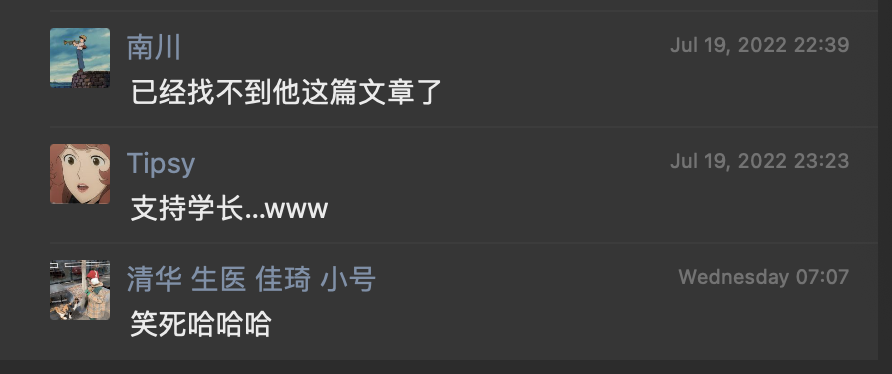 南川
Jul 19, 2022 22:39
已经找不到他这篇文章了
Tipsy
Jul 19, 2022 23:23
支持学长...www
清华 生医 佳琦 小号
Wednesday 07:07
笑死哈哈哈